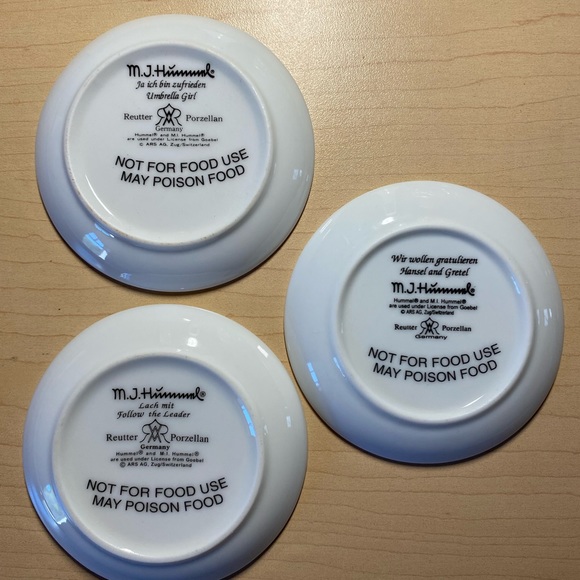 M.J.Hummel®
Ja ich bin zufrieden
Umbrella Girl
Reutter Porzellan
Germany
Hummel® and M.I. Hummel®
are used under License from Goebel
© ARS AG, Zug/Switzerland
NOT FOR FOOD USE
MAY POISON FOOD
Wir wollen gratulieren
Hansel and Gretel
M.J.Hummel®
Hummel® and M.I. Hummel®
are used under License from Goebel
© ARS AG, Zug/Switzerland
Reutter Porzellan
Germany
NOT FOR FOOD USE
MAY POISON FOOD
M.J.Hummel®
Lach mit
Follow the Leader
Reutter Porzellan
Germany
Hummel® and M.I. Hummel®
are used under License from Goebel
© ARS AG, Zug/Switzerland
NOT FOR FOOD USE
MAY POISON FOOD